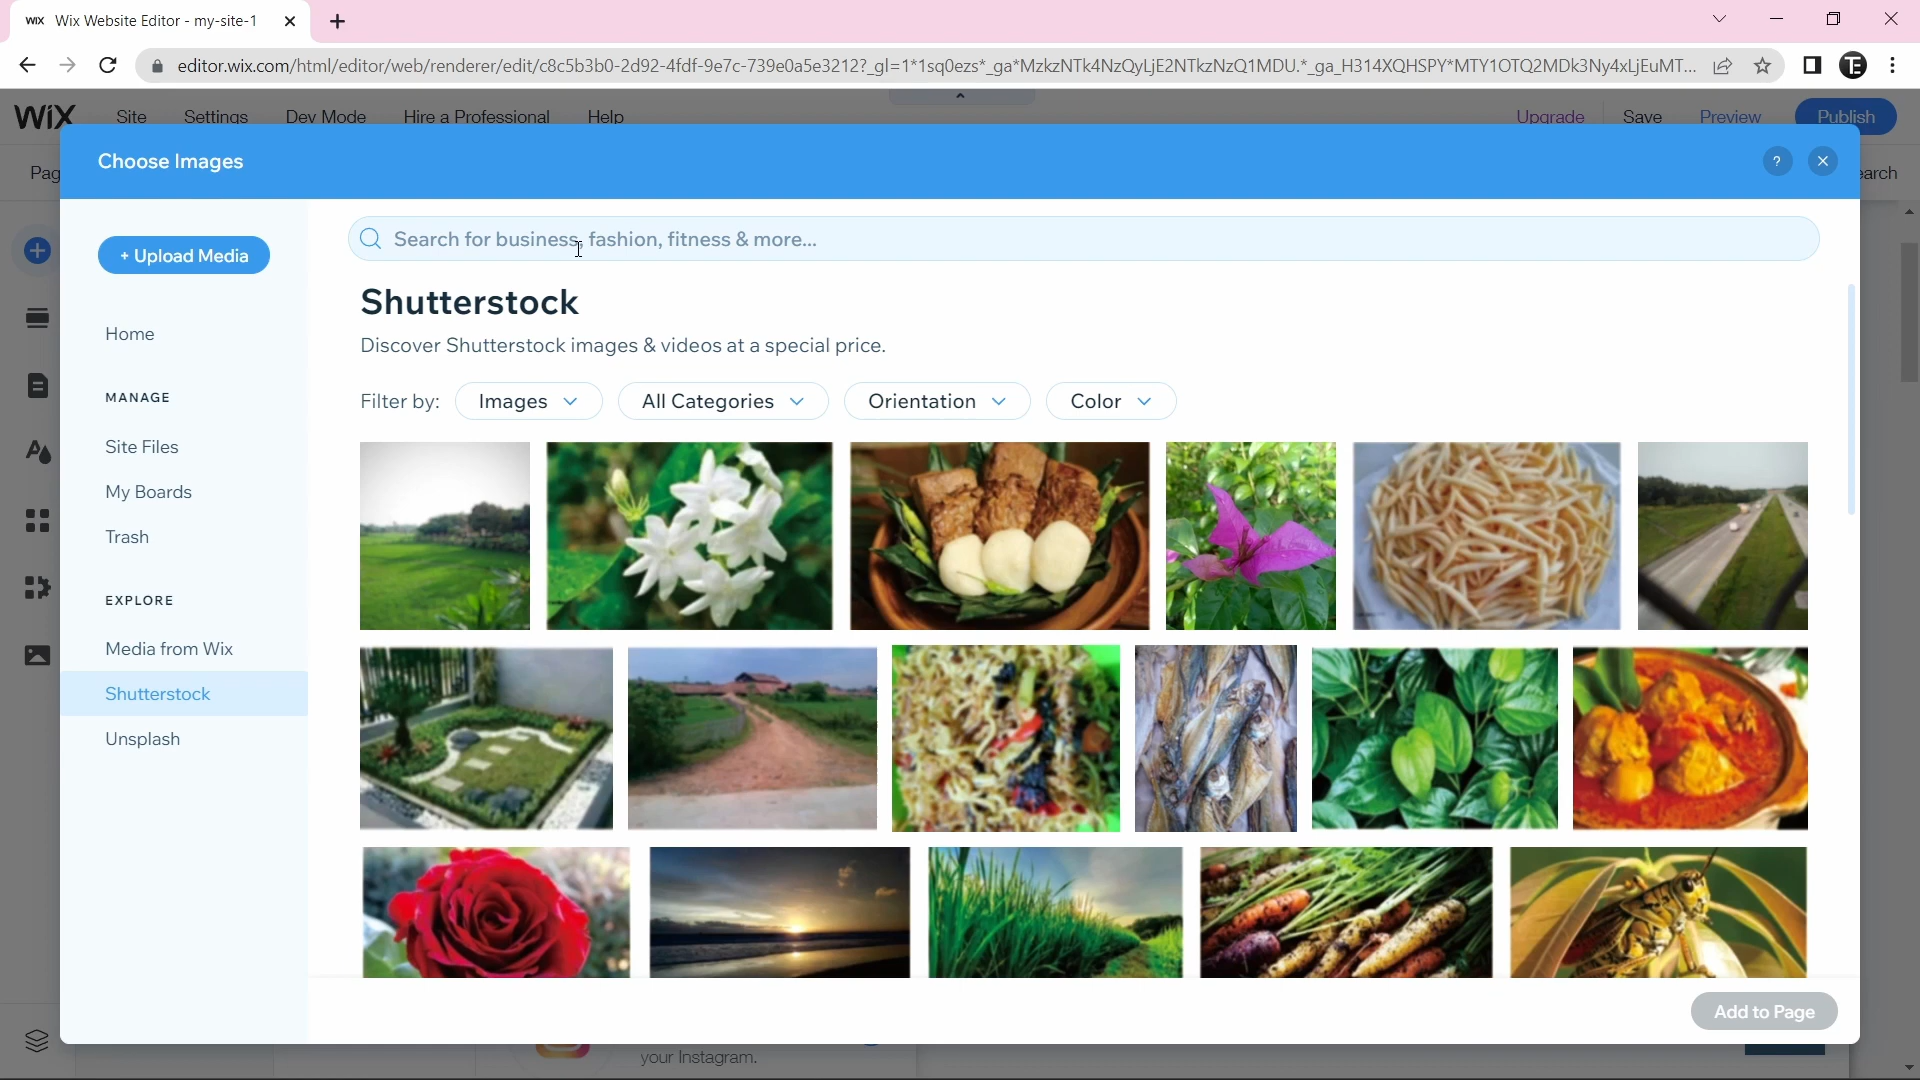 WIX Wix Website Editor - my-site-1
editor.wix.com/html/editor/web/renderer/edit/c8c5b3b0-2d92-4fdf-9e7c-739e0a5e3212?_gl=1*1sq0ezs*_ga*MzkzNTk4NzQyLjE2NTkzNzQ1MDU.*_ga_H314XQHSPY*MTY1OTQ2MDk3Ny4xLjEuMT...
WiX Site Settings Dev Mode Hire a Professional Help Upgrade Save Preview Publish
Pag earch
Choose Images ?
+ Upload Media
Search for business, fashion, fitness & more...
Shutterstock
Discover Shutterstock images & videos at a special price.
Filter by: Images All Categories Orientation Color
Home
MANAGE
Site Files
My Boards
Trash
EXPLORE
Media from Wix
Shutterstock
Unsplash
Add to Page
your Instagram.